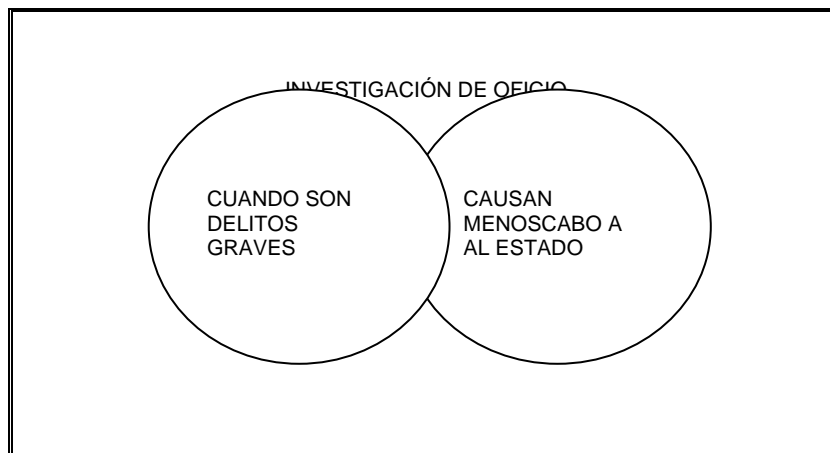 INVESTIGACIÓN DE OFICIO
CUANDO SON
DELITOS
GRAVES
CAUSAN
MENOSCABO A
AL ESTADO